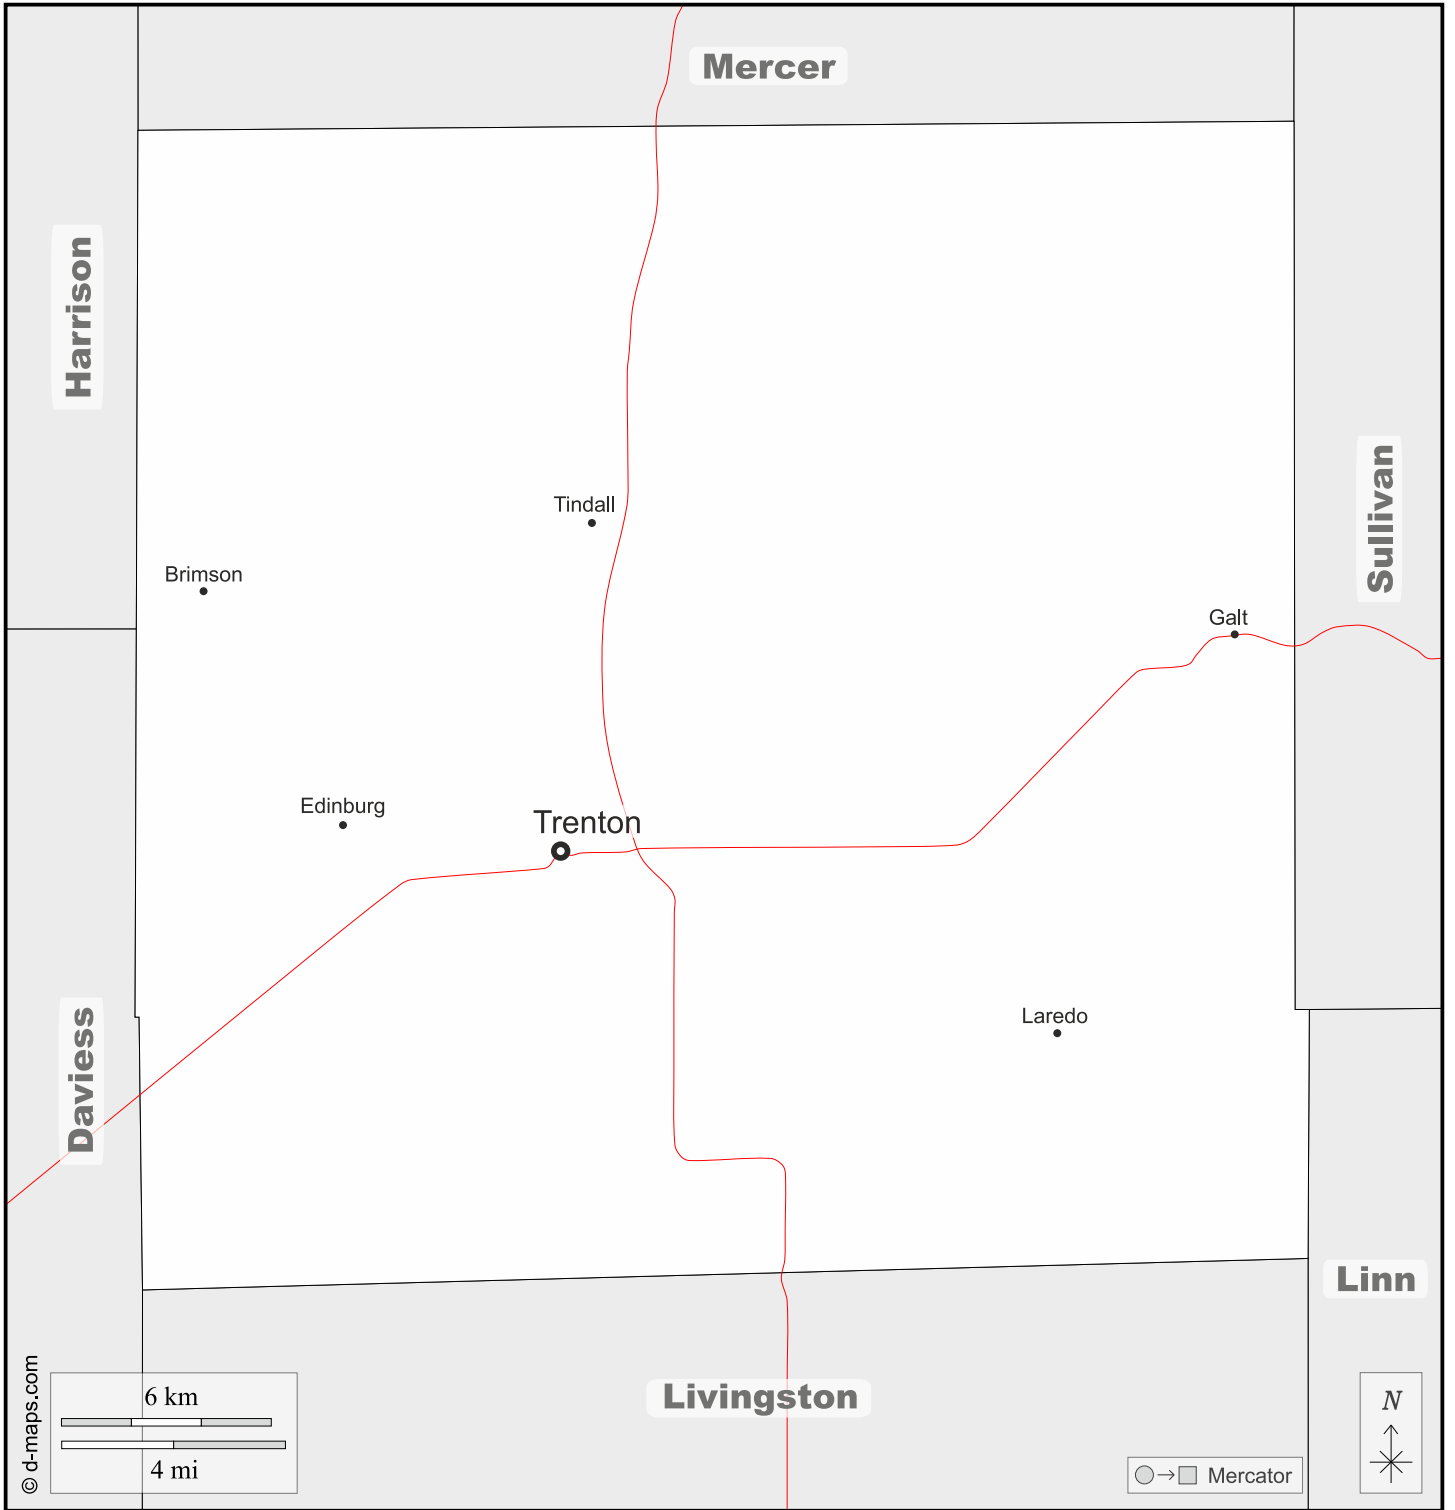 Mercer
Harrison
Sullivan
Tindall
Brimson
Galt
Edinburg
Trenton
Daviess
Laredo
Linn
Livingston
© d-maps.com
6 km
4 mi
N
Mercator